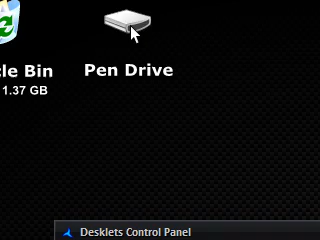 cle Bin
Pen Drive
1.37 GB
Desklets Control Panel